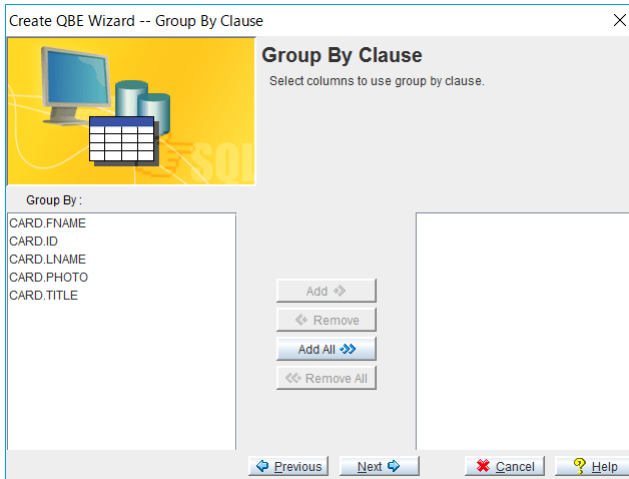 Create QBE Wizard -- Group By Clause
Group By Clause
Select columns to use group by clause.
SQL
Group By :
CARD.FNAME
CARD.ID
CARD.LNAME
CARD.PHOTO
CARD.TITLE
Add
Remove
Add All
Remove All
Previous
Next
Cancel
Help